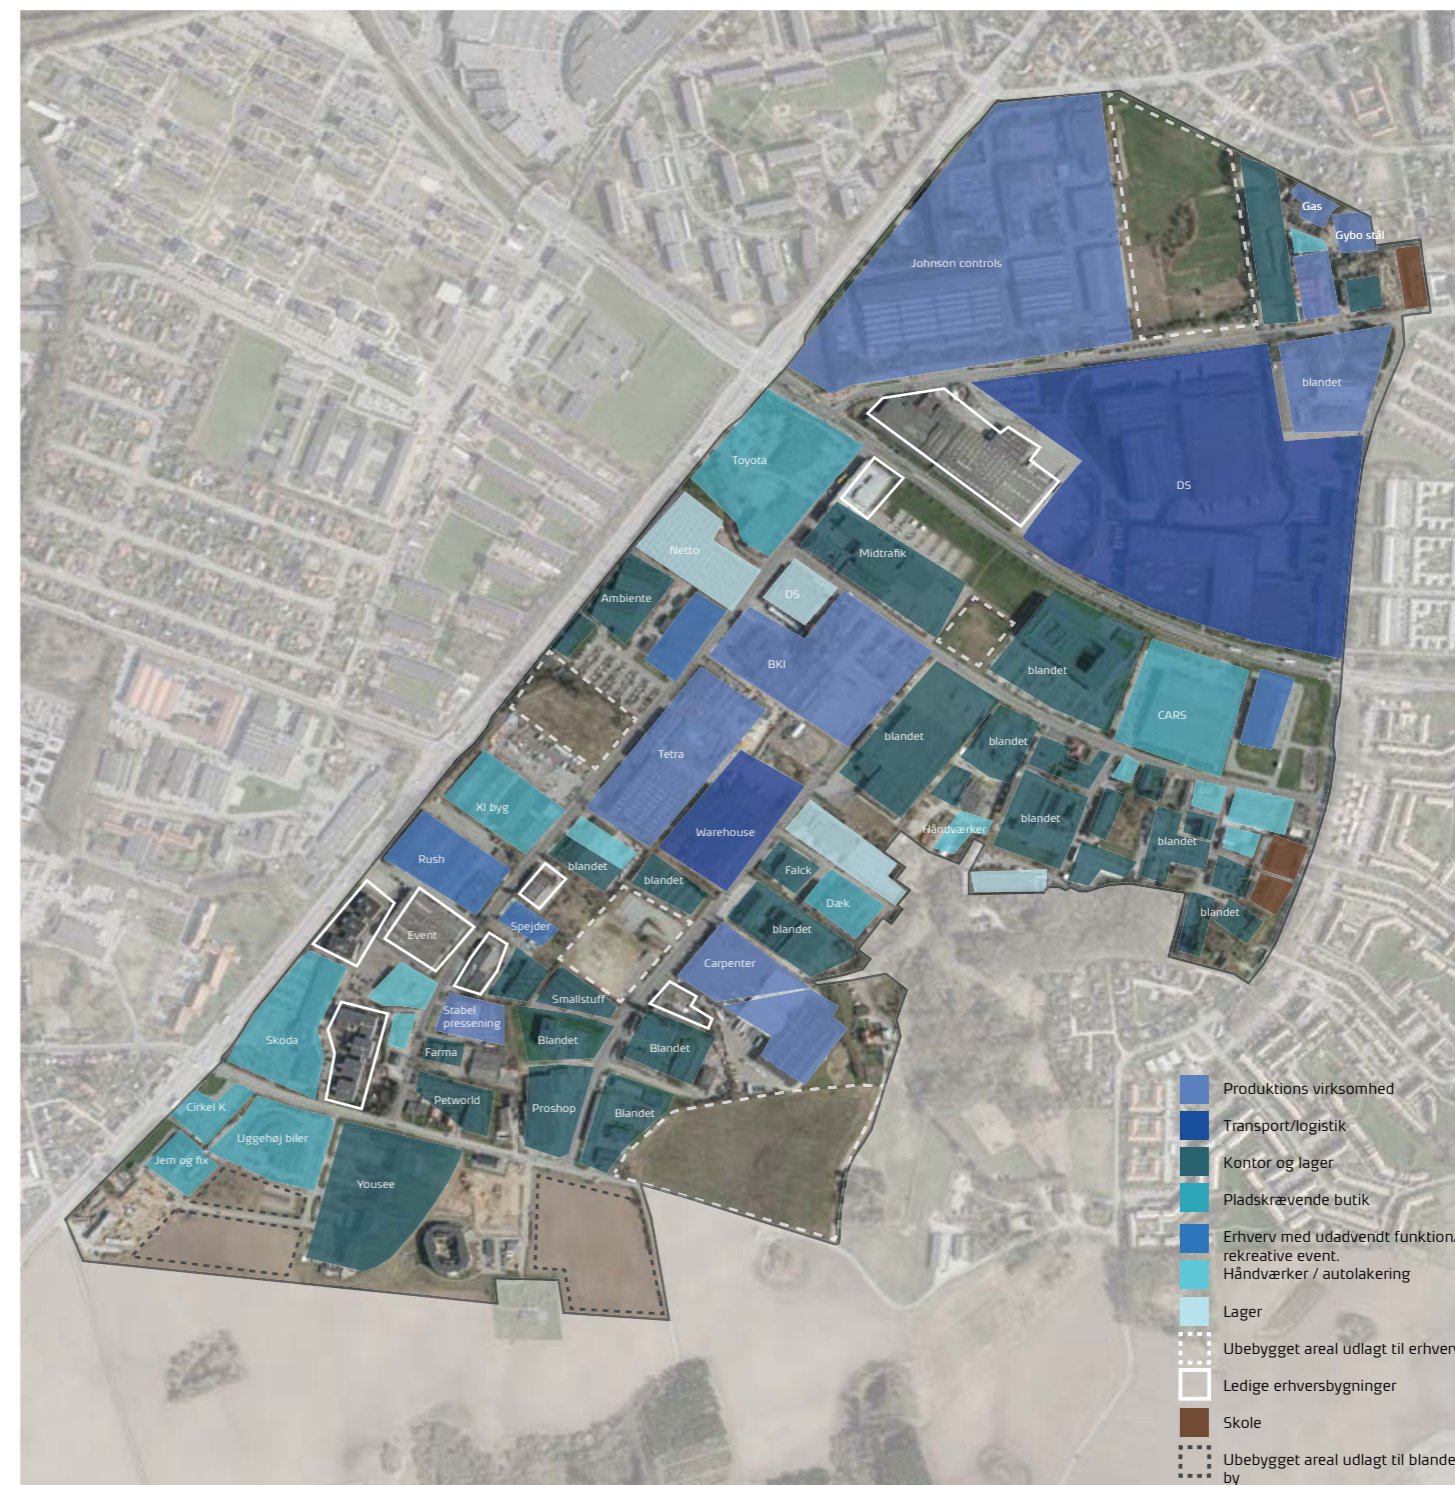 Gas
Gybo stål
Johnson controls
blandet
Toyota
DS
Netto
Midtrafik
DS
Ambiente
BKI
blandet
CARS
blandet
blandet
Tetra
Xl byg
Warehouse
Håndværker
blandet
blandet
Rush
blandet
blandet
Falck
Dæk
blandet
Event
Spejder
blandet
Carpenter
Smallstuff
Stabel
pressening
Skoda
Farma
Blandet
Blandet
Petworld
Proshop
Blandet
Cirkel K
Uggehøj biler
Jem og fix
Yousee
Produktions virksomhed
Transport/logistik
Kontor og lager
Pladskrævende butik
Erhverv med udadvendt funktion/
rekreative event.
Håndværker / autolakering
Lager
Ubebygget areal udlagt til erhverv
Ledige erhversbygninger
Skole
Ubebygget areal udlagt til blande
by